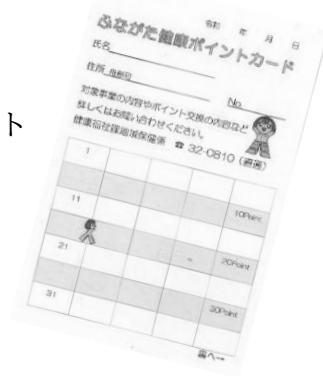 ト
令和 年 月 日
ふながた健康ポイントカード
氏名
住所 舟形町
No.
対象事業の内容やポイント交換の内容など
詳しくはお問い合わせください。
健康福祉課地域保健係 ☎ 32-0810 (直通)
1
11 10Point
21 20Point
31 30Point
裏へ→